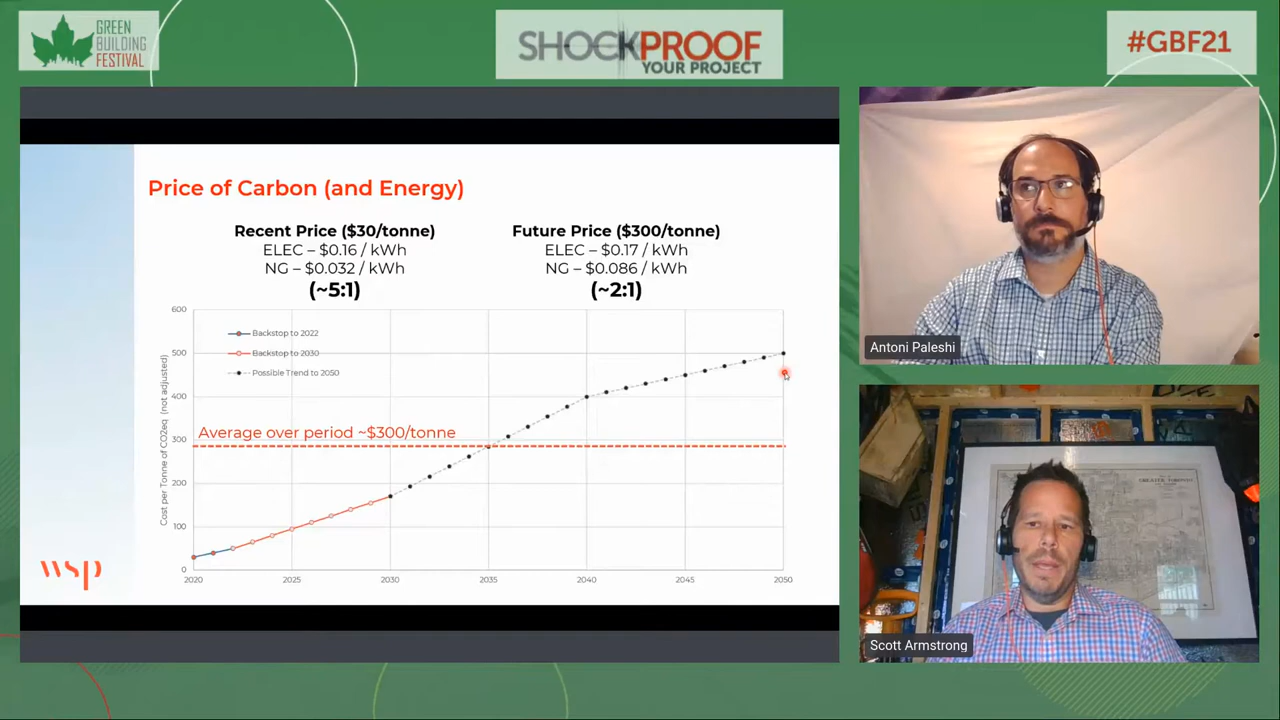 GREEN
BUILDING
FESTIVAL
SHOCKPROOF
YOUR PROJECT
#GBF21
Price of Carbon (and Energy)
Recent Price ($30/tonne)
ELEC – $0.16 / kWh
NG – $0.032 / kWh
(~5:1)
Future Price ($300/tonne)
ELEC – $0.17 / kWh
NG – $0.086 / kWh
(~2:1)
Cost per Tonne of CO2eq (not adjusted)
600
500
400
300
200
100
0
Backstop to 2022
Backstop to 2030
Possible Trend to 2050
Average over period ~$300/tonne
2020 2025 2030 2035 2040 2045 2050
wsp
Antoni Paleshi
GREATER TORONTO
Scott Armstrong